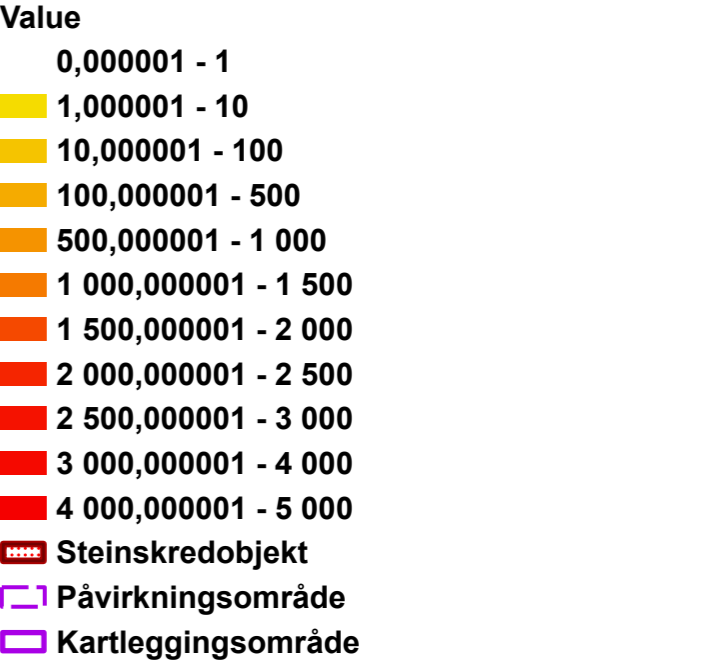 Value
0,000001 - 1
1,000001 - 10
10,000001 - 100
100,000001 - 500
500,000001 - 1 000
1 000,000001 - 1 500
1 500,000001 - 2 000
2 000,000001 - 2 500
2 500,000001 - 3 000
3 000,000001 - 4 000
4 000,000001 - 5 000
Steinskredobjekt
Påvirkningsområde
Kartleggingsområde